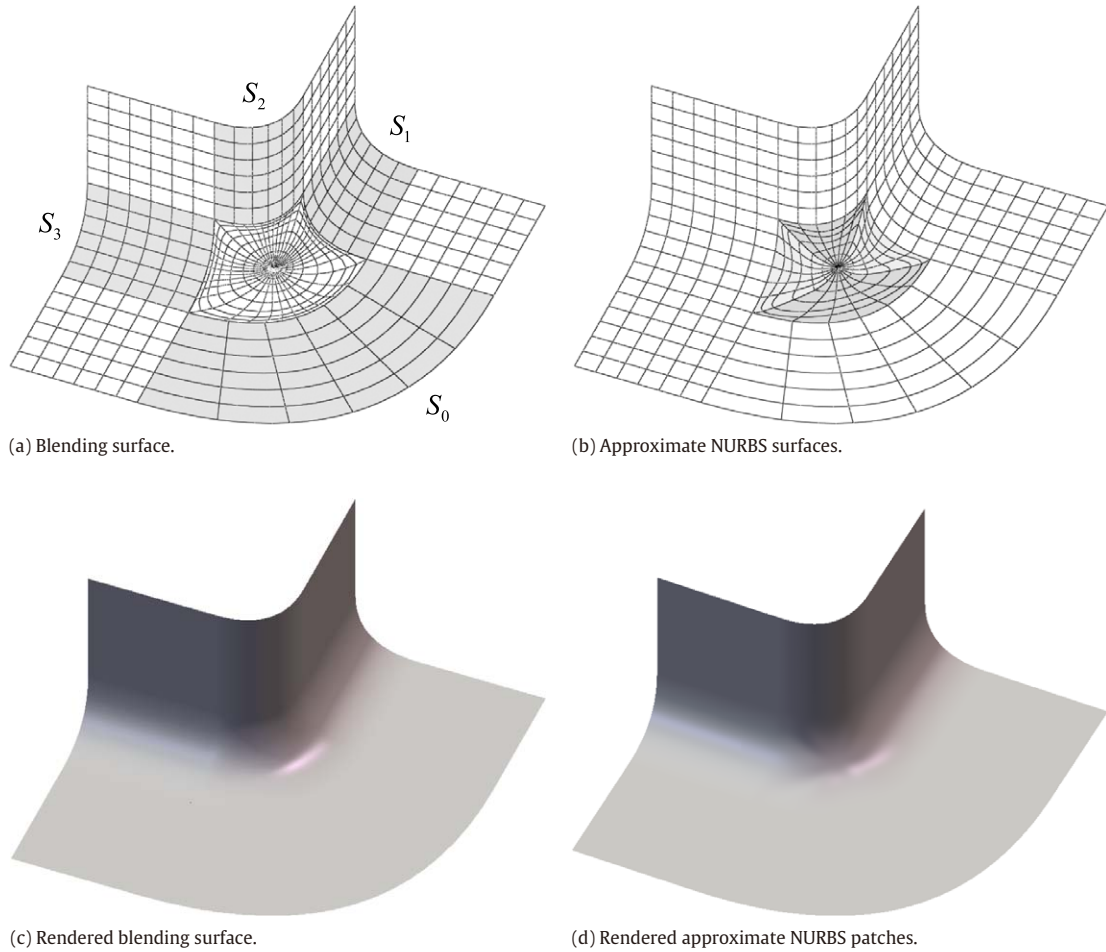 S2
S1
S3
S0
(a) Blending surface.
(b) Approximate NURBS surfaces.
(c) Rendered blending surface.
(d) Rendered approximate NURBS patches.